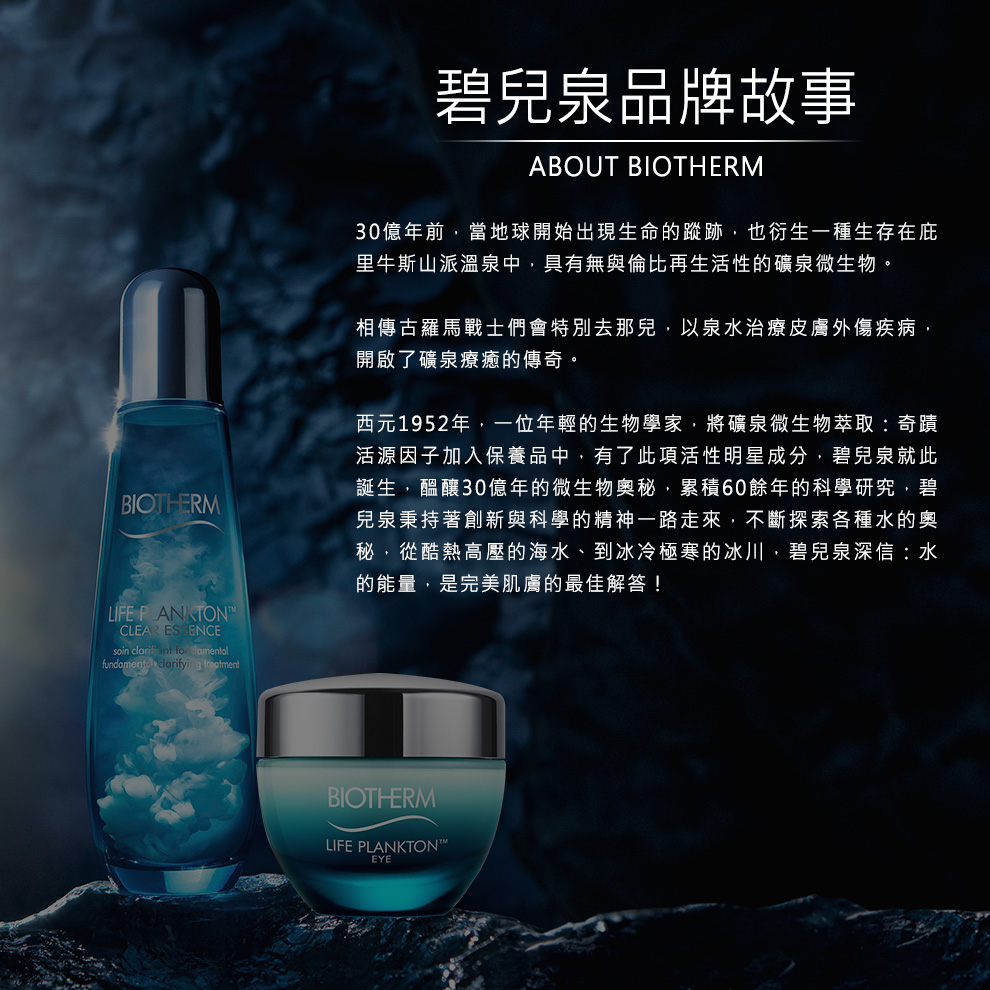 碧兒泉品牌故事
ABOUT BIOTHERM
30億年前，當地球開始出現生命的蹤跡，也衍生一種生存在庇
里牛斯山派溫泉中，具有無與倫比再生活性的礦泉微生物。
相傳古羅馬戰士們會特別去那兒，以泉水治療皮膚外傷疾病，
開啟了礦泉療癒的傳奇。
西元1952年，一位年輕的生物學家，將礦泉微生物萃取：奇蹟
活源因子加入保養品中，有了此項活性明星成分，碧兒泉就此
誕生，醞釀30億年的微生物奧秘，累積60餘年的科學研究，碧
兒泉秉持著創新與科學的精神一路走來，不斷探索各種水的奧
秘，從酷熱高壓的海水、到冰冷極寒的冰川，碧兒泉深信：水
的能量，是完美肌膚的最佳解答！
BIOTHERM
LIFE PLANKTON™
CLEAR ESSENCE
soin clarifiant fondamental
fundamental clarifying treatment
BIOTHERM
LIFE PLANKTON™
EYE